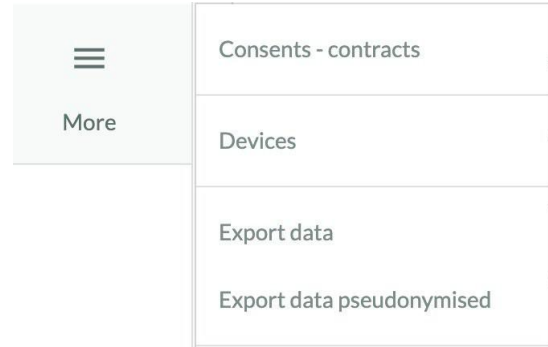 More
Consents - contracts
Devices
Export data
Export data pseudonymised